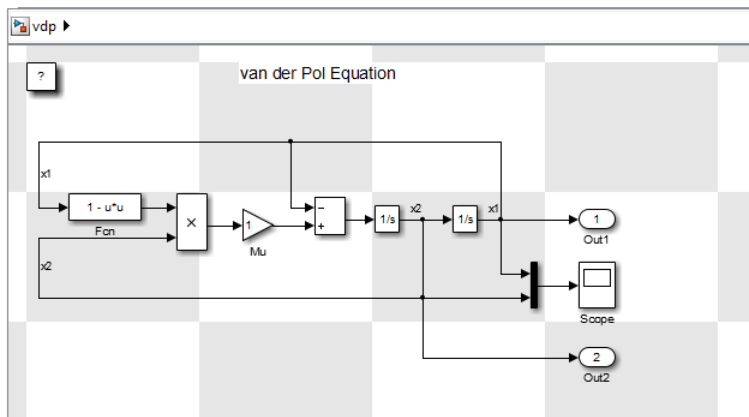 vdp
?
van der Pol Equation
x1
1 - u*u
Fcn
×
1
Mu
−
+
1/s
x2
1/s
x1
1
Out1
x2
Scope
2
Out2